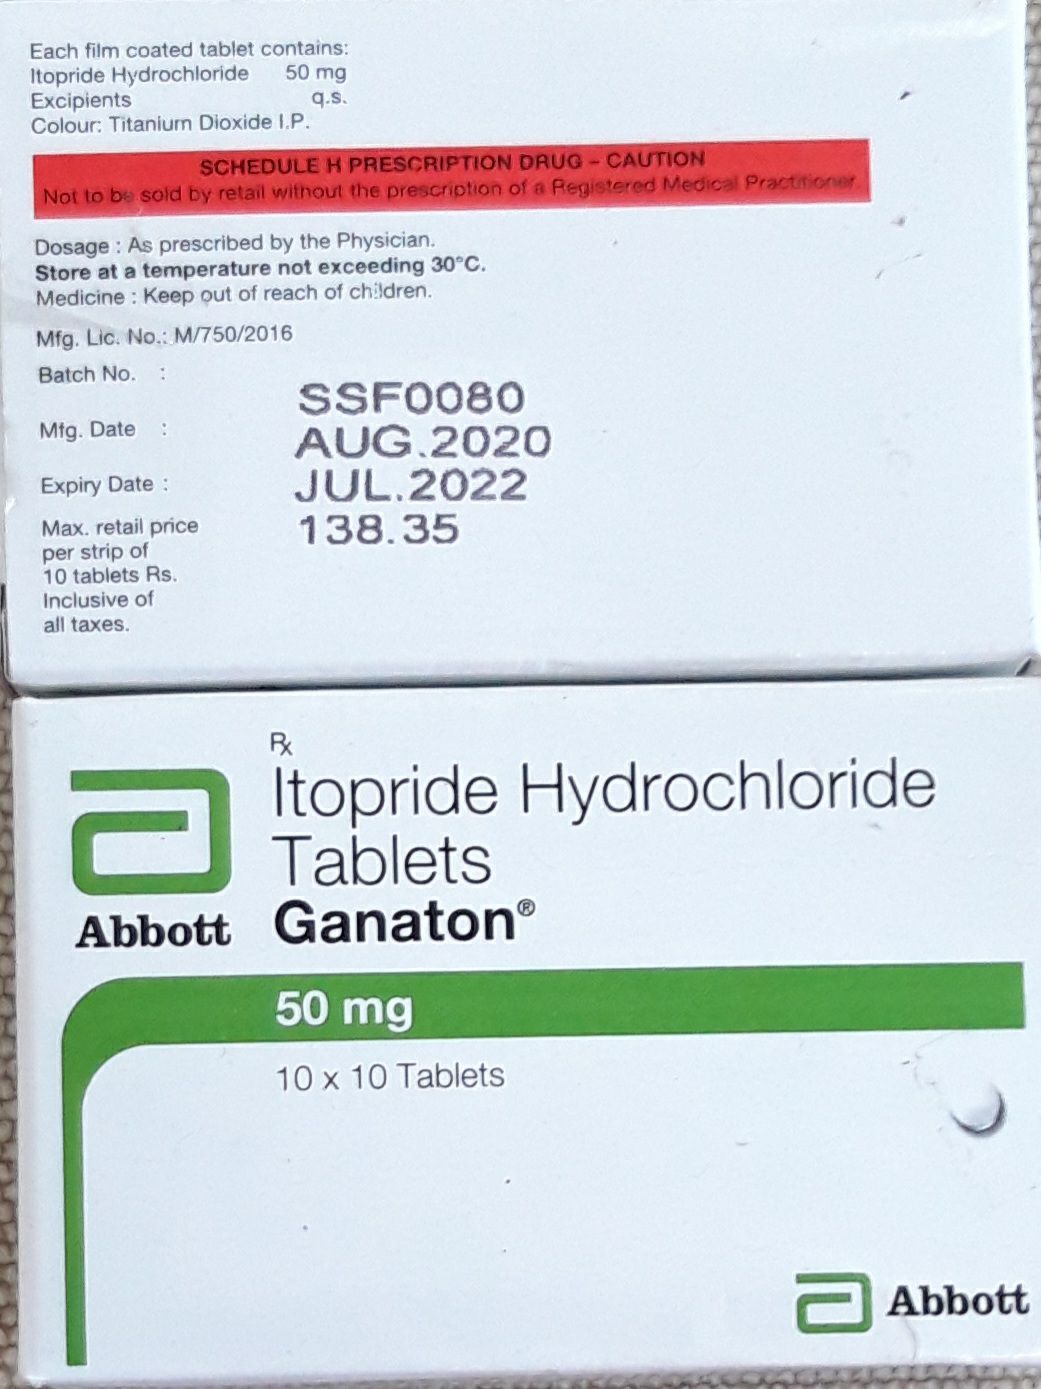 Each film coated tablet contains:
Itopride Hydrochloride 50 mg
Excipients q.s.
Colour: Titanium Dioxide I.P.
SCHEDULE H PRESCRIPTION DRUG – CAUTION
Not to be sold by retail without the prescription of a Registered Medical Practitioner
Dosage : As prescribed by the Physician.
Store at a temperature not exceeding 30°C.
Medicine : Keep out of reach of children.
Mfg. Lic. No.: M/750/2016
Batch No. : SSF0080
Mfg. Date : AUG.2020
Expiry Date : JUL.2022
Max. retail price 138.35
per strip of
10 tablets Rs.
Inclusive of
all taxes.
Rx
Itopride Hydrochloride
Tablets
Abbott Ganaton®
50 mg
10 x 10 Tablets
Abbott